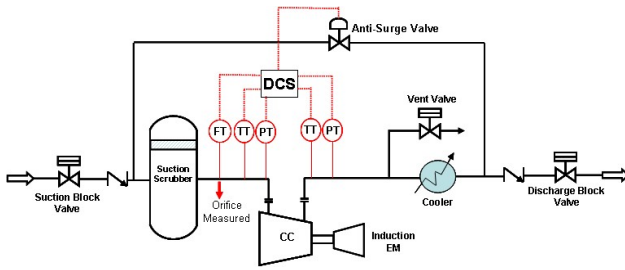 Anti-Surge Valve
DCS
Vent Valve
FT
TT
PT
TT
PT
Suction
Scrubber
Suction Block
Valve
Orifice
Measured
Cooler
Discharge Block
Valve
CC
Induction
EM